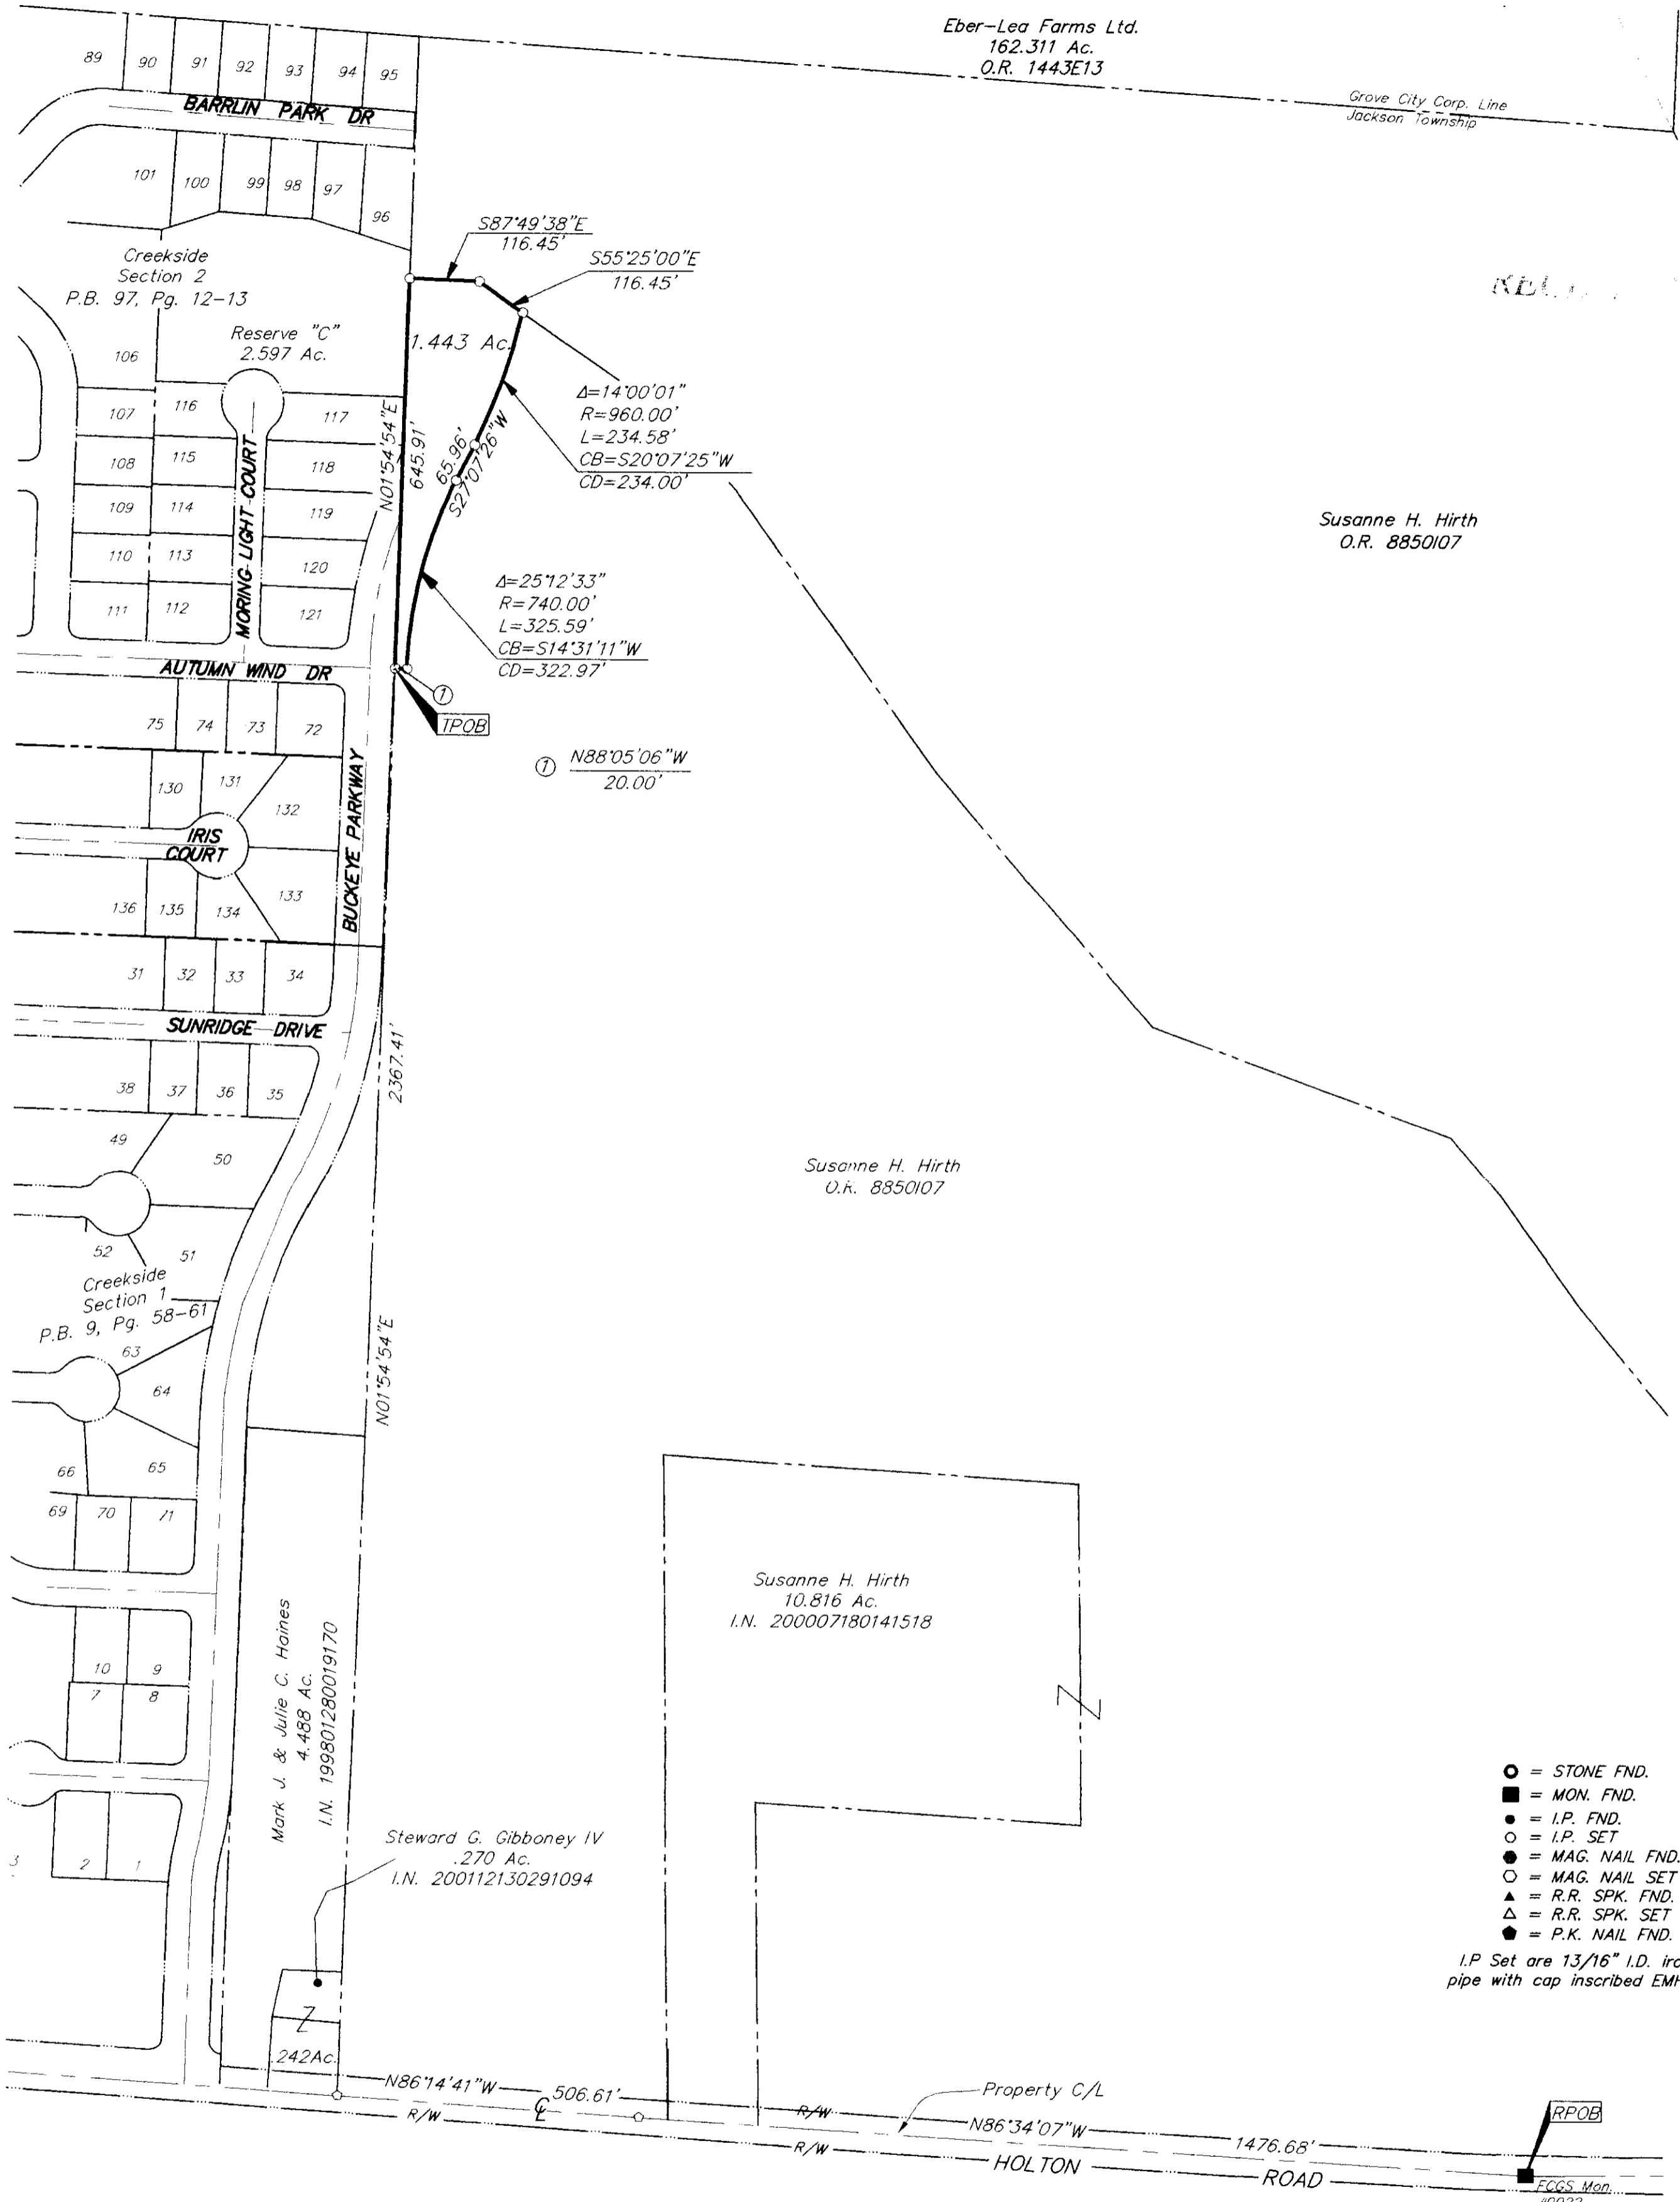 Eber-Lea Farms Ltd.
162.311 Ac.
O.R. 1443E13
Grove City Corp. Line
Jackson Township
89
90
91
92
93
94
95
BARRLIN PARK DR
101
100
99
98
97
96
Creekside
Section 2
P.B. 97, Pg. 12-13
Reserve "C"
2.597 Ac.
S87°49'38"E
116.45'
S55°25'00"E
116.45'
1.443 Ac.
Δ=14°00'01"
R=960.00'
L=234.58'
CB=S20°07'25"W
CD=234.00'
N01°54'54"E
645.91'
65.96'
S27°07'26"W
Δ=25°12'33"
R=740.00'
L=325.59'
CB=S14°31'11"W
CD=322.97'
1
TPOB
1 N88°05'06"W
20.00'
Susanne H. Hirth
O.R. 8850I07
106
107
116
117
108
115
118
109
114
119
110
113
120
111
112
121
MORING LIGHT COURT
AUTUMN WIND DR
75
74
73
72
130
131
132
IRIS
COURT
BUCKEYE PARKWAY
136
135
134
133
31
32
33
34
SUNRIDGE DRIVE
38
37
36
35
2367.41'
49
50
Susanne H. Hirth
O.R. 8850I07
52
51
Creekside
Section 1
P.B. 9, Pg. 58-61
63
64
N01°54'54"E
66
65
69
70
71
Susanne H. Hirth
10.816 Ac.
I.N. 200007180141518
10
9
7
8
Mark J. & Julie C. Haines
4.488 Ac.
I.N. 199801280019170
Steward G. Gibboney IV
.270 Ac.
I.N. 200112130291094
3
2
1
= STONE FND.
= MON. FND.
= I.P. FND.
= I.P. SET
= MAG. NAIL FND.
= MAG. NAIL SET
= R.R. SPK. FND.
= R.R. SPK. SET
= P.K. NAIL FND.
I.P Set are 13/16" I.D.
pipe with cap inscribed
.242Ac.
N86°14'41"W 506.61'
R/W
Property C/L
R/W
N86°34'07"W 1476.68'
R/W
HOLTON ROAD
RPOB
FCGS Mon.